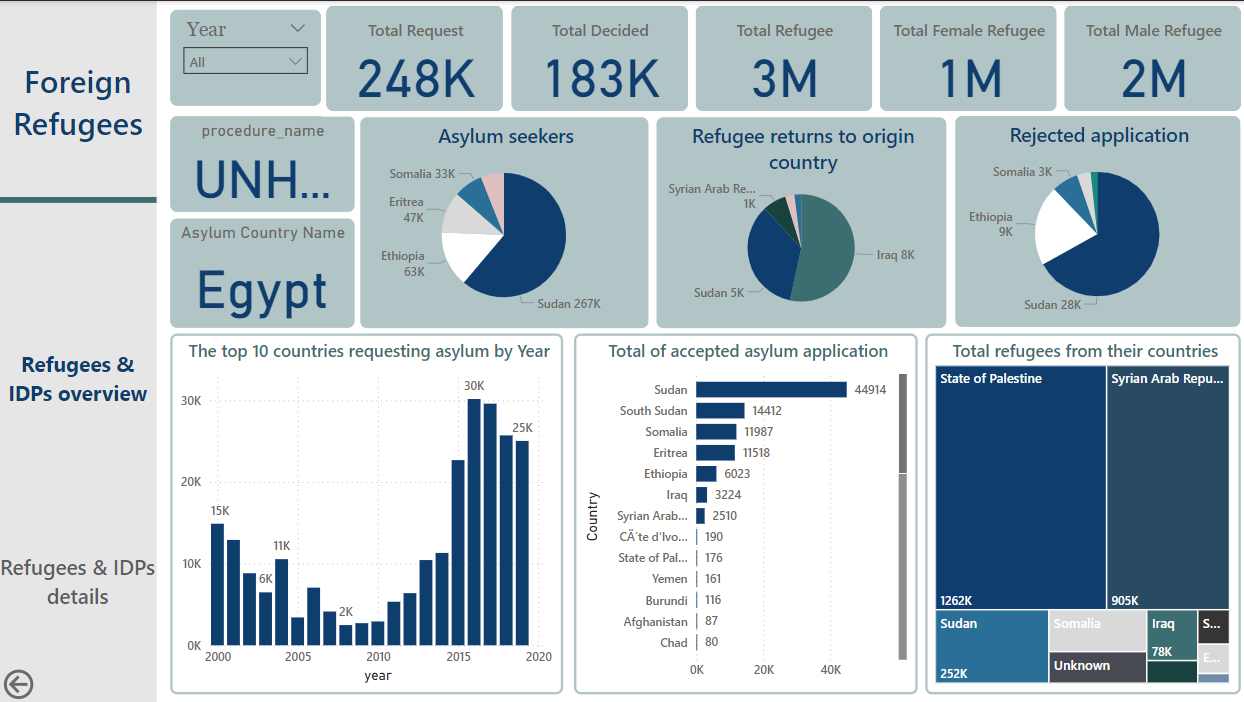 Foreign
Refugees
Refugees &
IDPs overview
Refugees & IDPs
details
Year
All
Total Request
248K
Total Decided
183K
Total Refugee
3M
Total Female Refugee
1M
Total Male Refugee
2M
procedure_name
UNH...
Asylum Country Name
Egypt
Asylum seekers
Somalia 33K
Eritrea
47K
Ethiopia
63K
Sudan 267K
Refugee returns to origin
country
Syrian Arab Re...
1K
Iraq 8K
Sudan 5K
Rejected application
Somalia 3K
Ethiopia
9K
Sudan 28K
The top 10 countries requesting asylum by Year
30K
20K
10K
0K
15K
6K
11K
2K
30K
25K
2000
2005
2010
2015
2020
year
Total of accepted asylum application
Country
Sudan 44914
South Sudan 14412
Somalia 11987
Eritrea 11518
Ethiopia 6023
Iraq 3224
Syrian Arab... 2510
CÃ´te d'Ivo... 190
State of Pal... 176
Yemen 161
Burundi 116
Afghanistan 87
Chad 80
0K 20K 40K
Total refugees from their countries
State of Palestine
1262K
Syrian Arab Repu...
905K
Sudan
252K
Somalia
Unknown
Iraq
78K
S...
E...